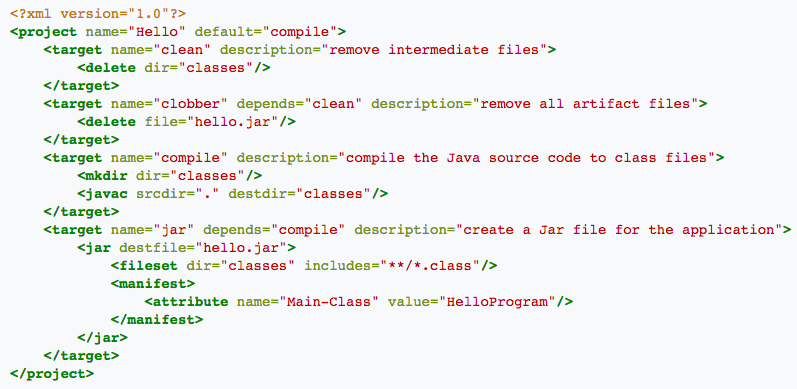 <?xml version="1.0"?>
<project name="Hello" default="compile">
    <target name="clean" description="remove intermediate files">
        <delete dir="classes"/>
    </target>
    <target name="clobber" depends="clean" description="remove all artifact files">
        <delete file="hello.jar"/>
    </target>
    <target name="compile" description="compile the Java source code to class files">
        <mkdir dir="classes"/>
        <javac srcdir="." destdir="classes"/>
    </target>
    <target name="jar" depends="compile" description="create a Jar file for the application">
        <jar destfile="hello.jar">
            <fileset dir="classes" includes="**/*.class"/>
            <manifest>
                <attribute name="Main-Class" value="HelloProgram"/>
            </manifest>
        </jar>
    </target>
</project>